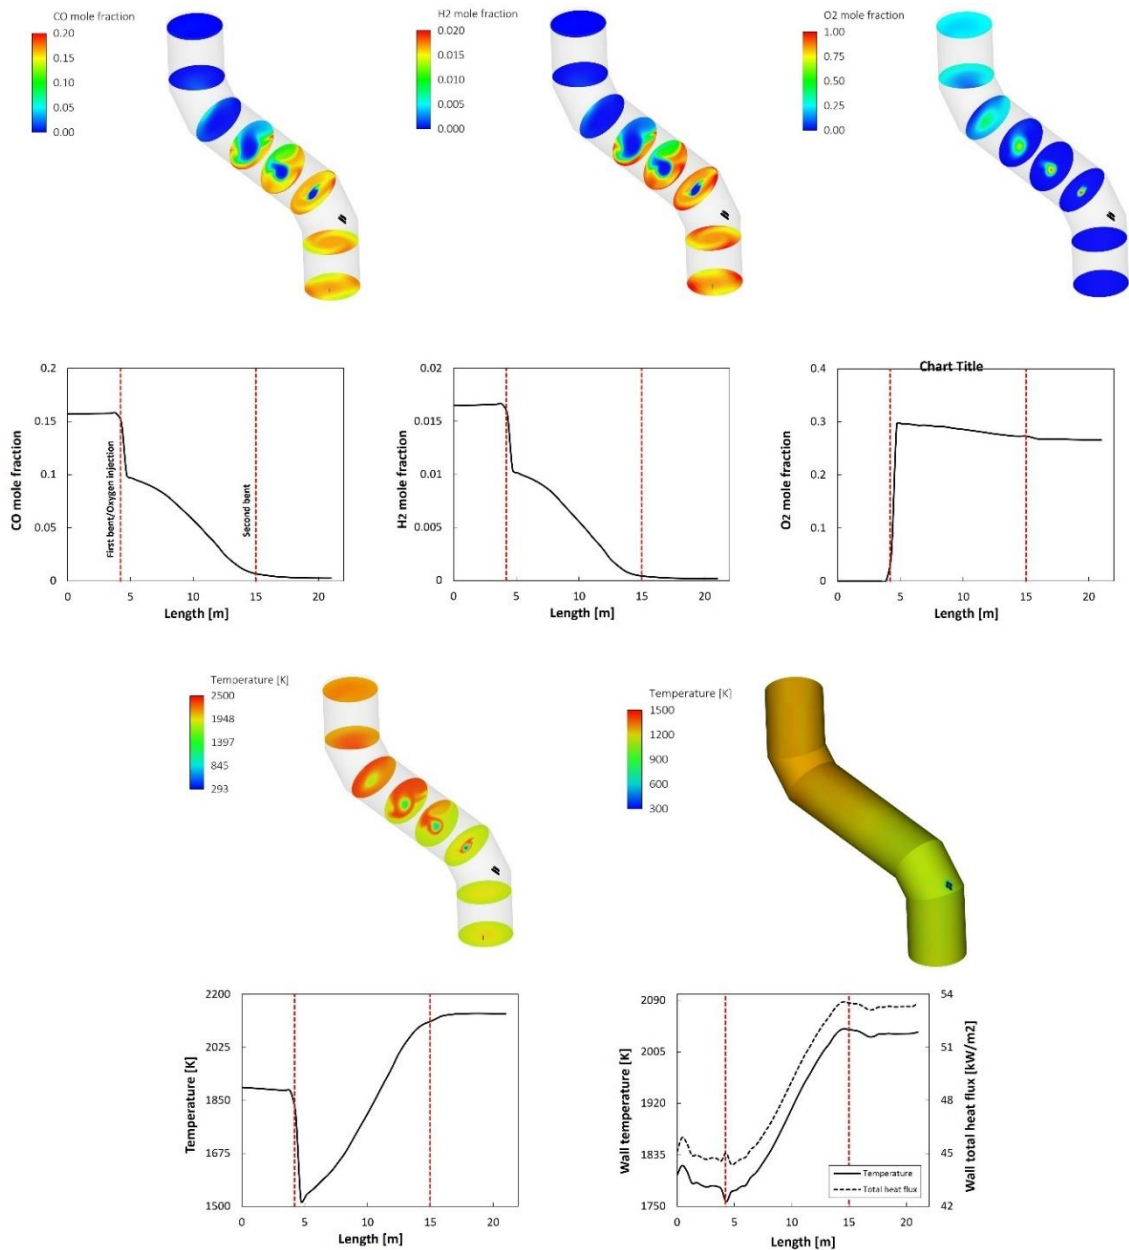 CO mole fraction
0.20
0.15
0.10
0.05
0.00
H2 mole fraction
0.020
0.015
0.010
0.005
0.000
O2 mole fraction
1.00
0.75
0.50
0.25
0.00
CO mole fraction
0.2
0.15
0.1
0.05
0
First bent/Oxygen injection
Second bent
0 5 10 15 20
Length [m]
H2 mole fraction
0.02
0.015
0.01
0.005
0
0 5 10 15 20
Length [m]
Chart Title
O2 mole fraction
0.4
0.3
0.2
0.1
0
0 5 10 15 20
Length [m]
Temperature [K]
2500
1948
1397
845
293
Temperature [K]
1500
1200
900
600
300
Temperature [K]
2200
2025
1850
1675
1500
0 5 10 15 20
Length [m]
Wall temperature [K]
2090
2005
1920
1835
1750
Temperature
Total heat flux
54
51
48
45
42
Wall total heat flux [kW/m2]
0 5 10 15 20
Length [m]